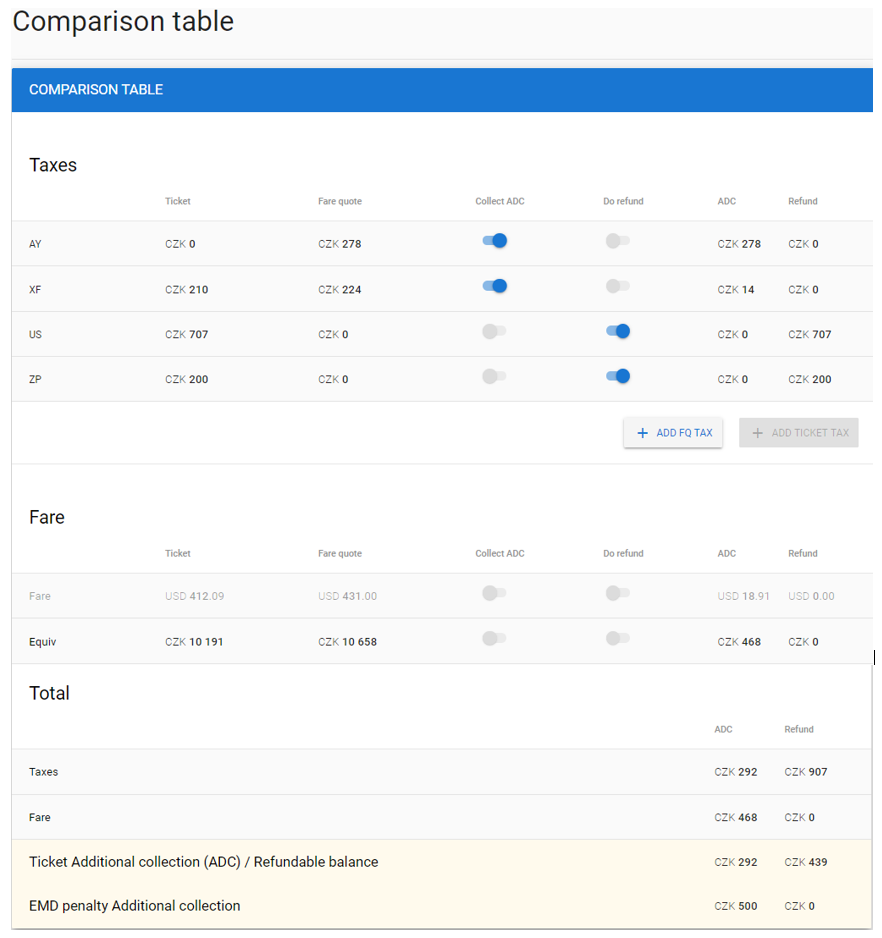 Comparison table
COMPARISON TABLE
Taxes
Ticket Fare quote Collect ADC Do refund ADC Refund
AY CZK 0 CZK 278 CZK 278 CZK 0
XF CZK 210 CZK 224 CZK 14 CZK 0
US CZK 707 CZK 0 CZK 0 CZK 707
ZP CZK 200 CZK 0 CZK 0 CZK 200
+ ADD FQ TAX + ADD TICKET TAX
Fare
Ticket Fare quote Collect ADC Do refund ADC Refund
Fare USD 412.09 USD 431.00 USD 18.91 USD 0.00
Equiv CZK 10 191 CZK 10 658 CZK 468 CZK 0
Total
ADC Refund
Taxes CZK 292 CZK 907
Fare CZK 468 CZK 0
Ticket Additional collection (ADC) / Refundable balance CZK 292 CZK 439
EMD penalty Additional collection CZK 500 CZK 0